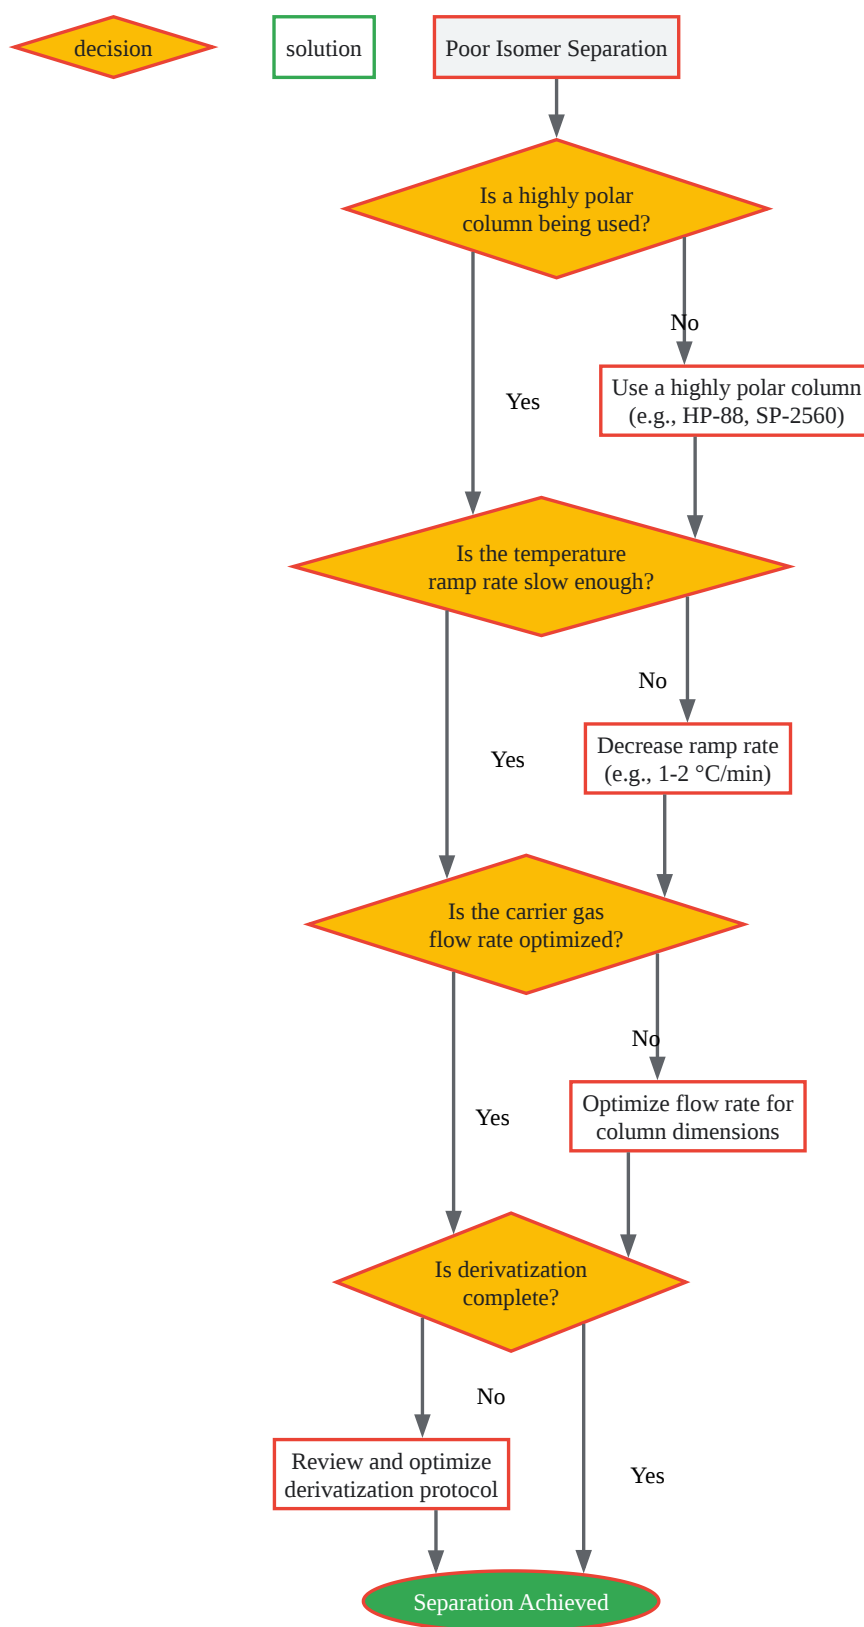 decision
solution
Poor Isomer Separation
Is a highly polar
column being used?
No
Yes
Use a highly polar column
(e.g., HP-88, SP-2560)
Is the temperature
ramp rate slow enough?
No
Yes
Decrease ramp rate
(e.g., 1-2 °C/min)
Is the carrier gas
flow rate optimized?
No
Yes
Optimize flow rate for
column dimensions
Is derivatization
complete?
No
Review and optimize
derivatization protocol
Yes
Separation Achieved